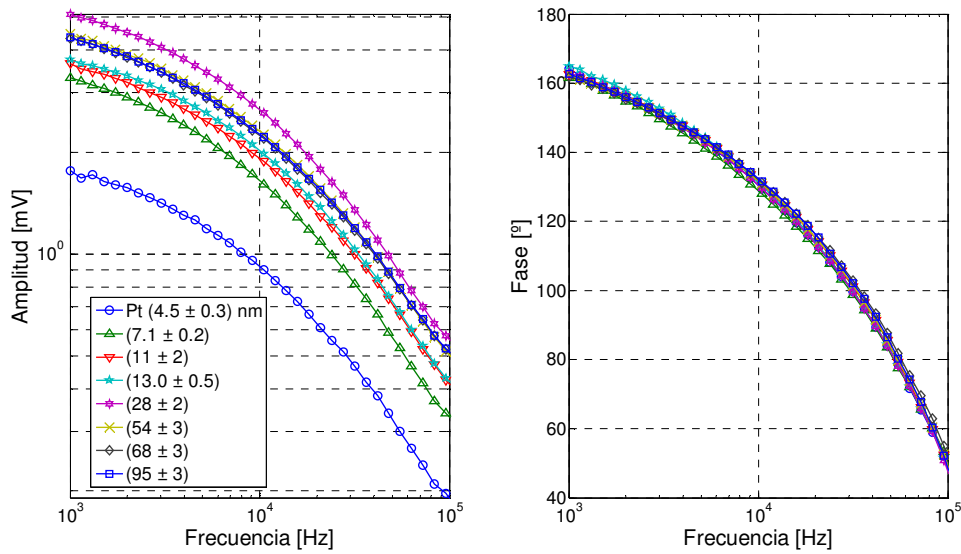 Amplitud [mV]
10⁰
Pt (4.5 ± 0.3) nm
(7.1 ± 0.2)
(11 ± 2)
(13.0 ± 0.5)
(28 ± 2)
(54 ± 3)
(68 ± 3)
(95 ± 3)
10³ 10⁴ 10⁵
Frecuencia [Hz]
Fase [º]
180
160
140
120
100
80
60
40
10³ 10⁴ 10⁵
Frecuencia [Hz]